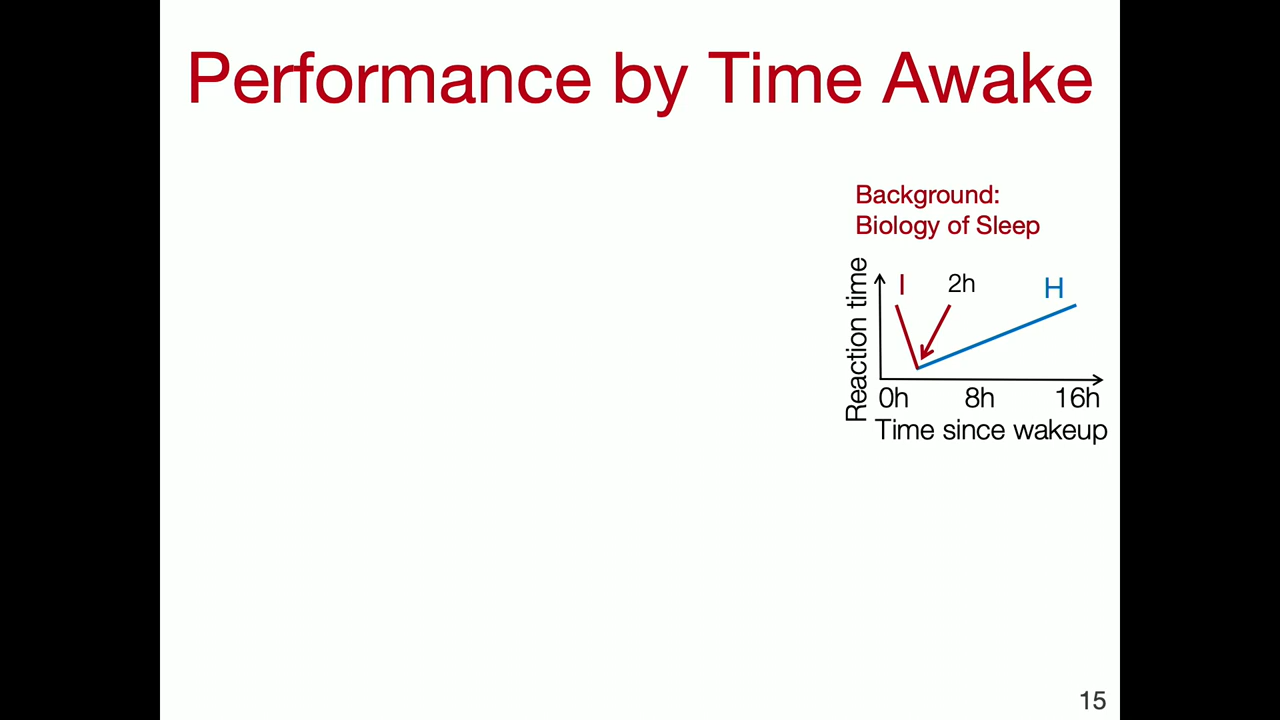 Performance by Time Awake
Background:
Biology of Sleep
Reaction time
I
2h
H
0h 8h 16h
Time since wakeup
15